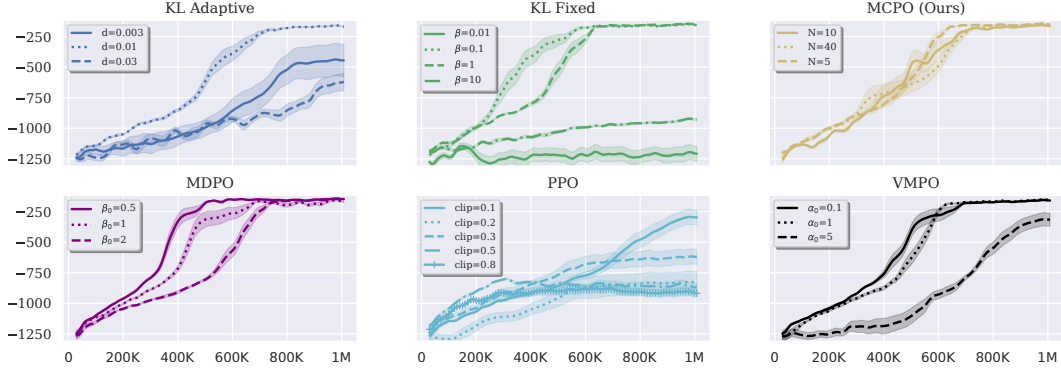 KL Adaptive
KL Fixed
MCPO (Ours)
−250
−500
−750
−1000
−1250
d=0.003
d=0.01
d=0.03
β=0.01
β=0.1
β=1
β=10
N=10
N=40
N=5
MDPO
PPO
VMPO
−250
−500
−750
−1000
−1250
β₀=0.5
β₀=1
β₀=2
clip=0.1
clip=0.2
clip=0.3
clip=0.5
clip=0.8
α₀=0.1
α₀=1
α₀=5
0 200K 400K 600K 800K 1M
0 200K 400K 600K 800K 1M
0 200K 400K 600K 800K 1M